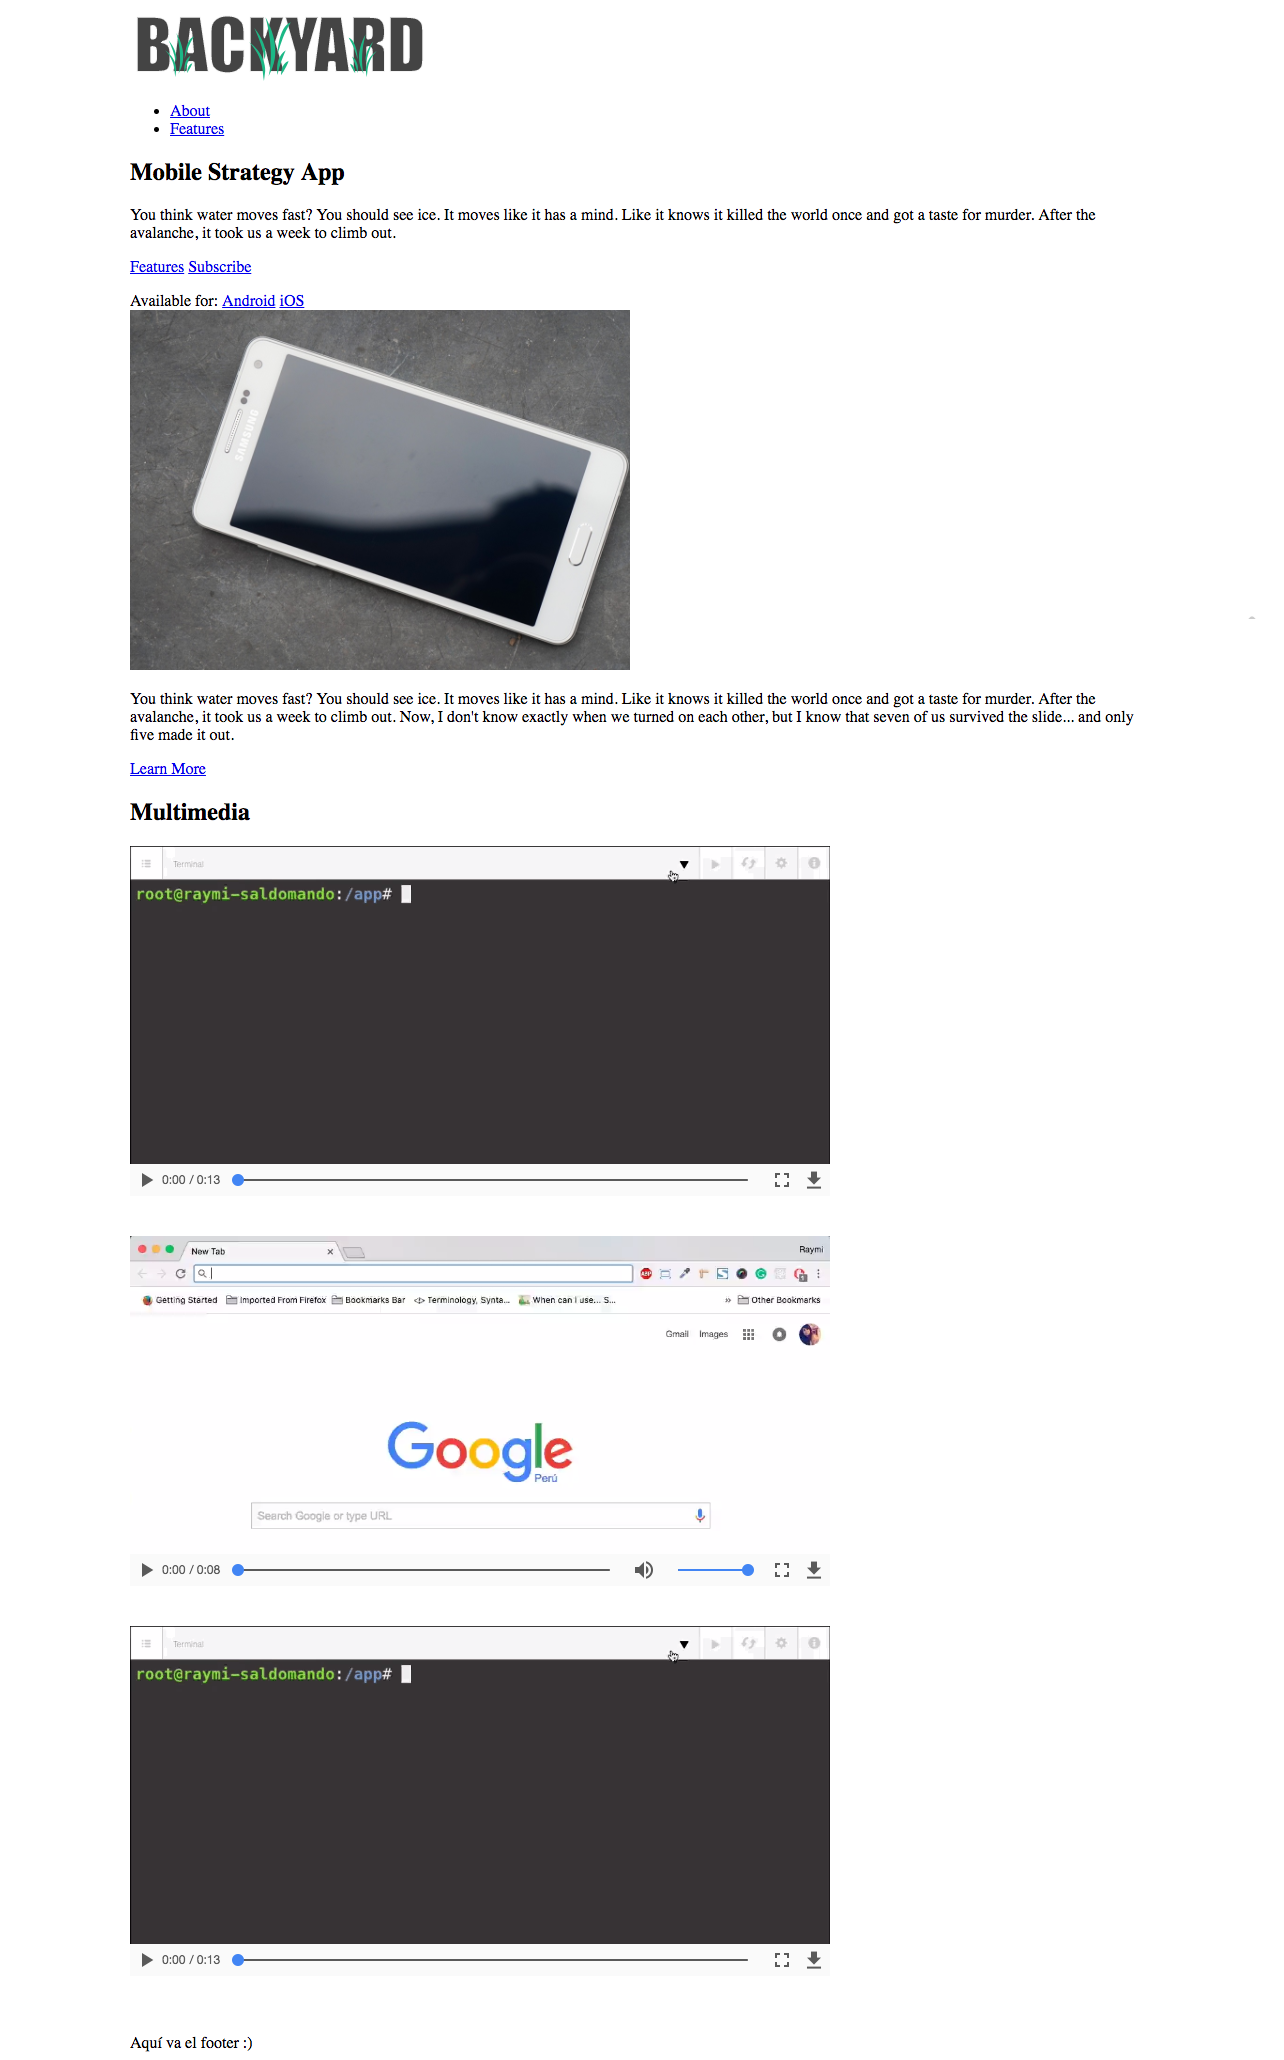 BACKYARD
About
Features
Mobile Strategy App
You think water moves fast? You should see ice. It moves like it has a mind. Like it knows it killed the world once and got a taste for murder. After the
avalanche, it took us a week to climb out.
Features Subscribe
Available for: Android iOS
SAMSUNG
You think water moves fast? You should see ice. It moves like it has a mind. Like it knows it killed the world once and got a taste for murder. After the
avalanche, it took us a week to climb out. Now, I don't know exactly when we turned on each other, but I know that seven of us survived the slide... and only
five made it out.
Learn More
Multimedia
Terminal
root@raymi-saldomando:/app#
0:00 / 0:13
New Tab Raymi
ABP 1
Getting Started Imported From Firefox Bookmarks Bar Terminology, Synta... When can I use... S... » Other Bookmarks
Gmail Images
Google
Perú
Search Google or type URL
0:00 / 0:08
Terminal
root@raymi-saldomando:/app#
0:00 / 0:13
Aquí va el footer :)